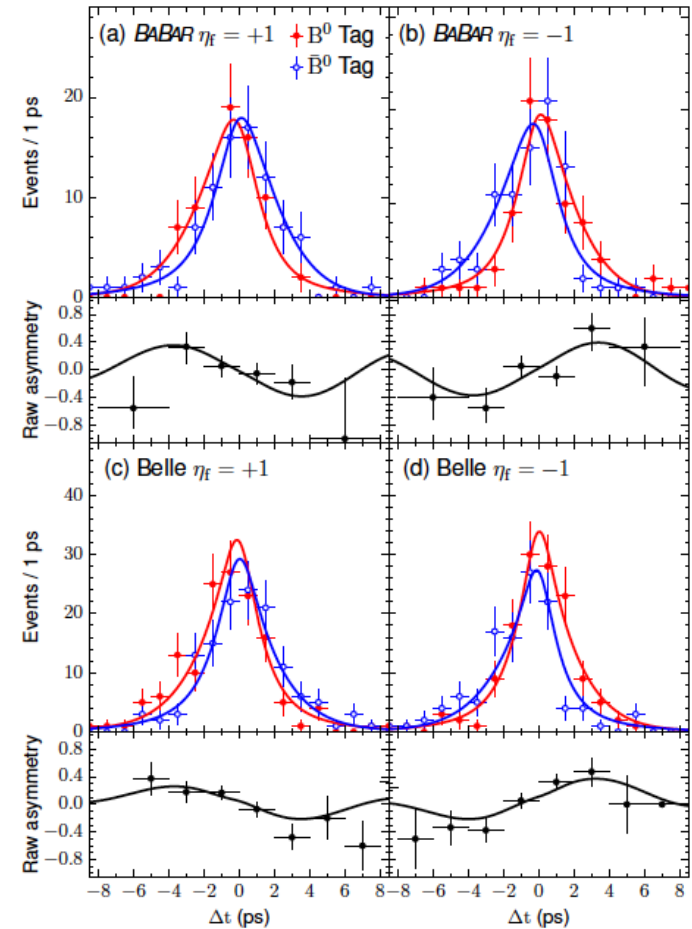 (a) BABAR ηf = +1
B⁰ Tag
B̄⁰ Tag
(b) BABAR ηf = −1
Events / 1 ps
20
10
0
Raw asymmetry
0.8
0.4
0.0
−0.4
−0.8
(c) Belle ηf = +1
(d) Belle ηf = −1
Events / 1 ps
40
30
20
10
0
Raw asymmetry
0.8
0.4
0.0
−0.4
−0.8
−8 −6 −4 −2 0 2 4 6 8 −8 −6 −4 −2 0 2 4 6 8
Δt (ps) Δt (ps)